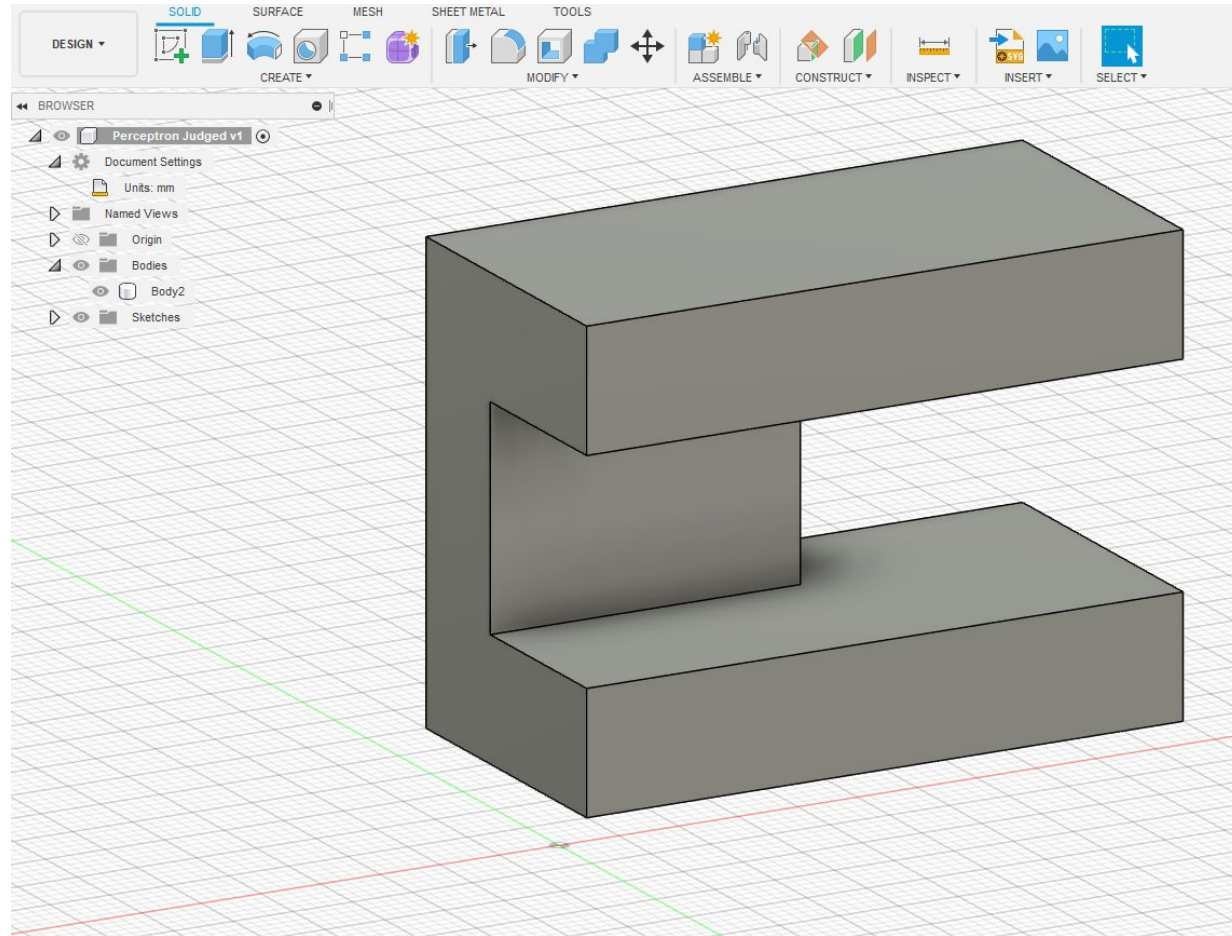 SOLID SURFACE MESH SHEET METAL TOOLS
DESIGN ▾
SVG
CREATE ▾ MODIFY ▾ ASSEMBLE ▾ CONSTRUCT ▾ INSPECT ▾ INSERT ▾ SELECT ▾
BROWSER
Perceptron Judged v1
Document Settings
Units: mm
Named Views
Origin
Bodies
Body2
Sketches